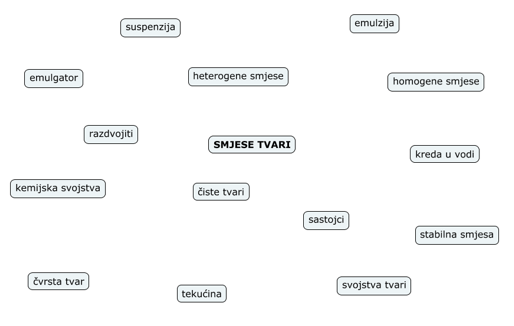 suspenzija
emulzija
emulgator
heterogene smjese
homogene smjese
razdvojiti
SMJESE TVARI
kreda u vodi
kemijska svojstva
čiste tvari
sastojci
stabilna smjesa
čvrsta tvar
tekućina
svojstva tvari